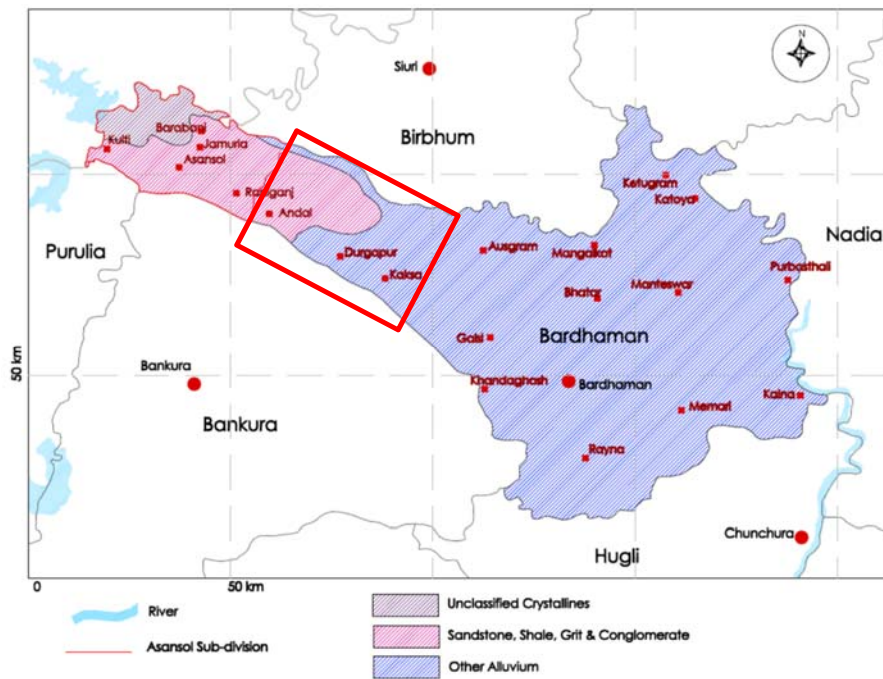 N
Siuri
Birbhum
Barabani
Kulti
Jamuria
Asansol
Raniganj
Andal
Ketugram
Katoya
Nadia
Purulia
Durgapur
Kaksa
Ausgram
Mangalkot
Purbasthali
Bhatar
Manteswar
Galsi
Bardhaman
50 km
Bankura
Khandaghash
Bardhaman
Memari
Kalna
Bankura
Rayna
Chunchura
Hugli
0
50 km
River
Unclassified Crystallines
Asansol Sub-division
Sandstone, Shale, Grit & Conglomerate
Other Alluvium